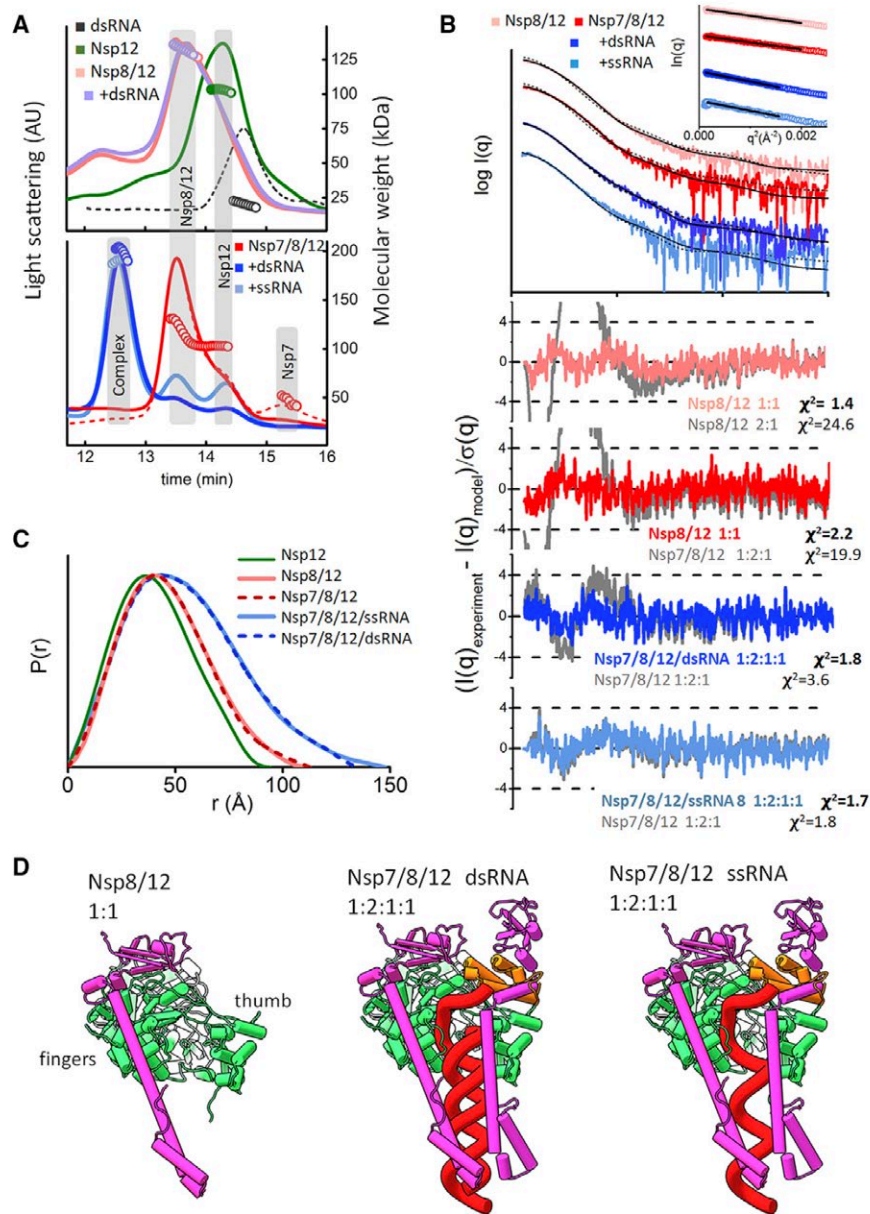 A
dsRNA
Nsp12
Nsp8/12
+dsRNA
125
100
75
50
25
Nsp8/12
Nsp12
Light scattering (AU)
Molecular weight (kDa)
Nsp7/8/12
+dsRNA
+ssRNA
200
150
100
50
Complex
Nsp7
12 13 14 15 16
time (min)
B
Nsp8/12 Nsp7/8/12
+dsRNA
+ssRNA
ln(q)
0.000 0.002
q²(A⁻²)
log I(q)
4
0
-4
Nsp8/12 1:1 χ²= 1.4
Nsp8/12 2:1 χ²=24.6
4
0
-4
Nsp8/12 1:1 χ²=2.2
Nsp7/8/12 1:2:1 χ²=19.9
4
0
-4
Nsp7/8/12/dsRNA 1:2:1:1 χ²=1.8
Nsp7/8/12 1:2:1 χ²=3.6
4
0
-4
Nsp7/8/12/ssRNA 8 1:2:1:1 χ²=1.7
Nsp7/8/12 1:2:1 χ²=1.8
(I(q)experiment - I(q)model)/σ(q)
C
Nsp12
Nsp8/12
Nsp7/8/12
Nsp7/8/12/ssRNA
Nsp7/8/12/dsRNA
P(r)
0 50 100 150
r (Å)
D
Nsp8/12
1:1
thumb
fingers
Nsp7/8/12 dsRNA
1:2:1:1
Nsp7/8/12 ssRNA
1:2:1:1